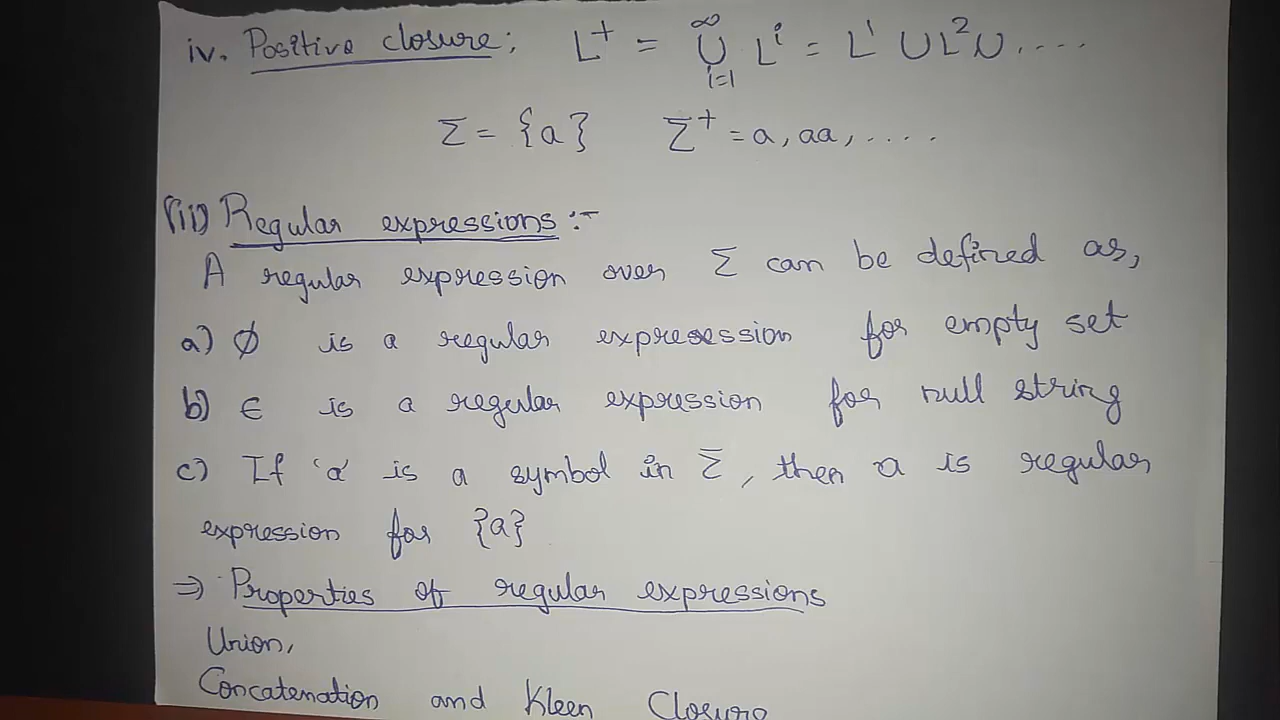 iv. Positive closure; L⁺ = ∞∪i=1 Lⁱ = L¹ ∪ L² ∪ ....
Σ = {a} Σ⁺ = a, aa, .....
(iii) Regular expressions :-
A regular expression over Σ can be defined as,
a) ϕ is a regular expresession for empty set
b) ϵ is a regular expression for null string
c) If 'a' is a symbol in Σ, then a is regular
expression for {a}
⇒ Properties of regular expressions
Union,
Concatenation and Kleen Closure